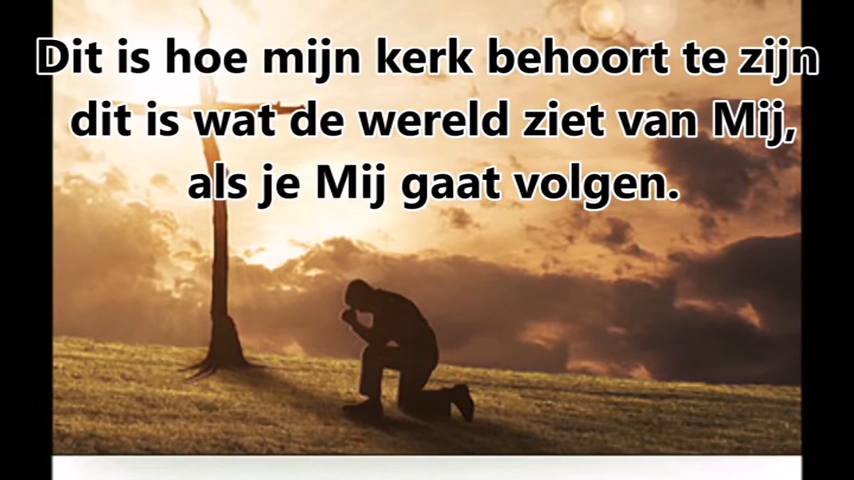 Dit is hoe mijn kerk behoort te zijn
dit is wat de wereld ziet van Mij,
als je Mij gaat volgen.